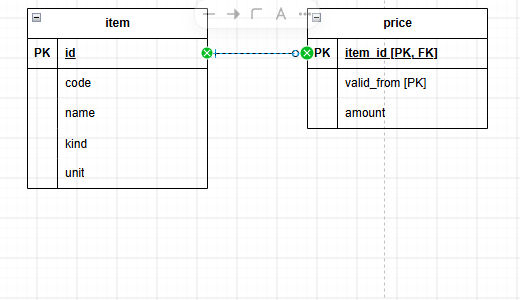 item
PK id
code
name
kind
unit
price
PK item_id [PK, FK]
valid_from [PK]
amount